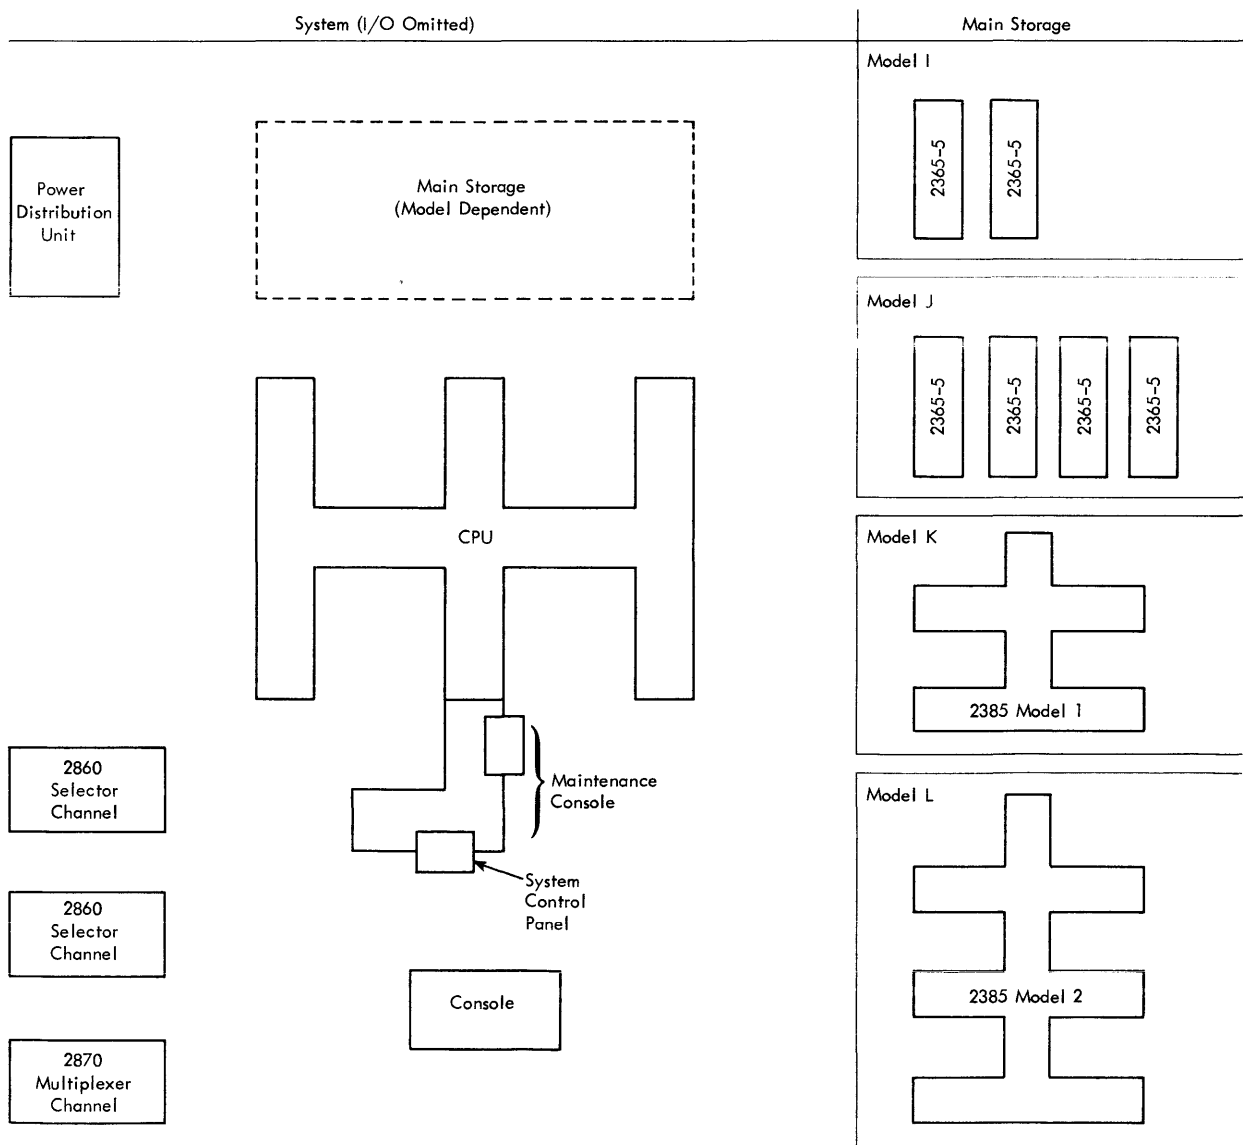 System (I/O Omitted)
Main Storage
Power
Distribution
Unit
Main Storage
(Model Dependent)
CPU
Maintenance
Console
System
Control
Panel
Console
2860
Selector
Channel
2860
Selector
Channel
2870
Multiplexer
Channel
Model I
2365-5
2365-5
Model J
2365-5
2365-5
2365-5
2365-5
Model K
2385 Model 1
Model L
2385 Model 2